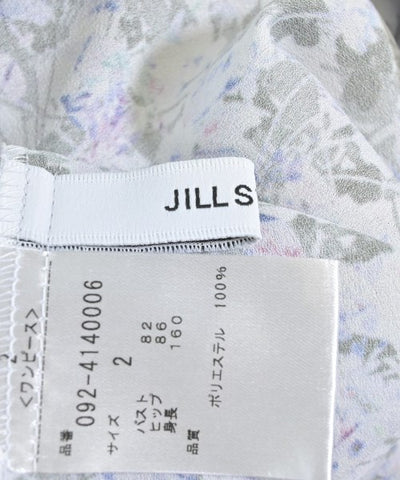 JILL S
<ワンピース>
品番 092-4140006
サイズ 2
バスト 82
ヒップ 86
身長 160
品質
ポリエステル 100%